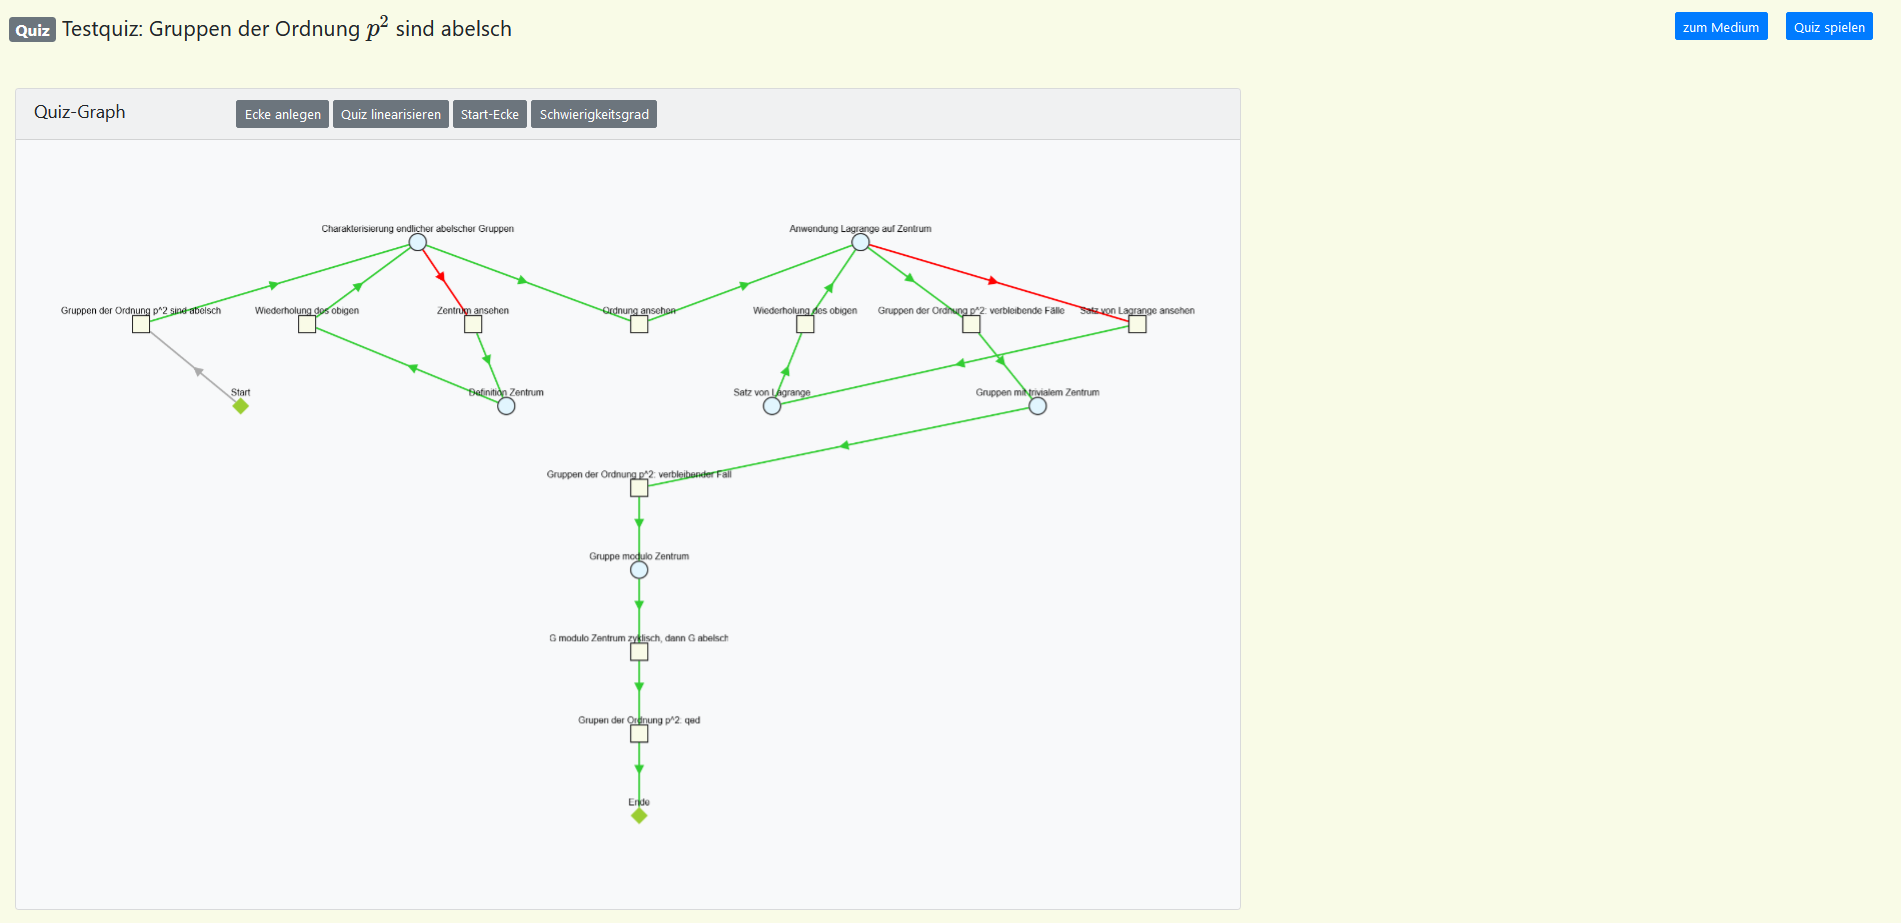 Quiz Testquiz: Gruppen der Ordnung p² sind abelsch
zum Medium
Quiz spielen
Quiz-Graph
Ecke anlegen
Quiz linearisieren
Start-Ecke
Schwierigkeitsgrad
Charakterisierung endlicher abelscher Gruppen
Anwendung Lagrange auf Zentrum
Gruppen der Ordnung p^2 sind abelsch
Wiederholung des obigen
Zentrum ansehen
Ordnung ansehen
Wiederholung des obigen
Gruppen der Ordnung p^2: verbleibende Fälle
Satz von Lagrange ansehen
Start
Definition Zentrum
Satz von Lagrange
Gruppen mit trivialem Zentrum
Gruppen der Ordnung p^2: verbleibender Fall
Gruppe modulo Zentrum
G modulo Zentrum zyklisch, dann G abelsch
Grupen der Ordnung p^2: qed
Ende